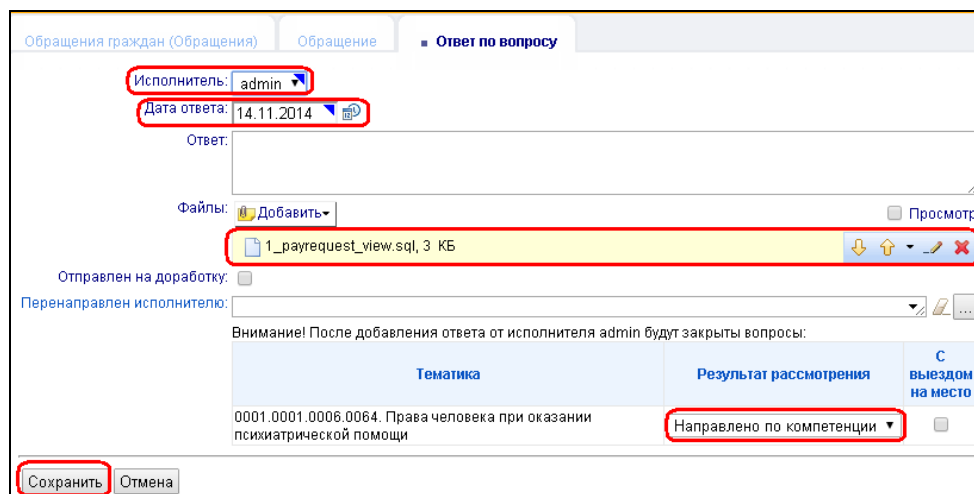 Обращения граждан (Обращения) Обращение Ответ по вопросу
Исполнитель: admin
Дата ответа: 14.11.2014
Ответ:
Файлы: Добавить Просмотр
1_payrequest_view.sql, 3 КБ
Отправлен на доработку:
Перенаправлен исполнителю: ...
Внимание! После добавления ответа от исполнителя admin будут закрыты вопросы:
Тематика Результат рассмотрения С выездом на место
0001.0001.0006.0064. Права человека при оказании
психиатрической помощи Направлено по компетенции
Сохранить Отмена